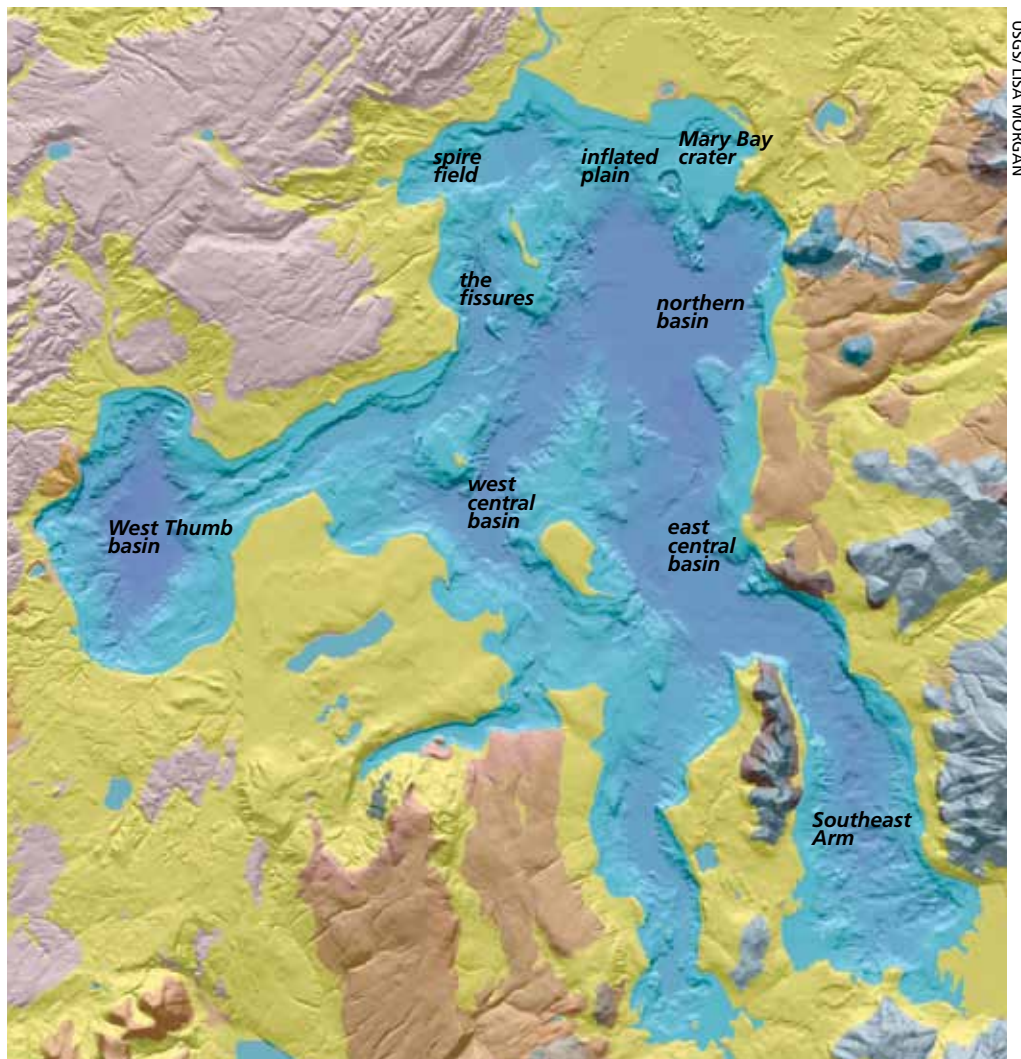 USGS/ LISA MORGAN
spire
field
inflated
plain
Mary Bay
crater
the
fissures
northern
basin
West Thumb
basin
west
central
basin
east
central
basin
Southeast
Arm